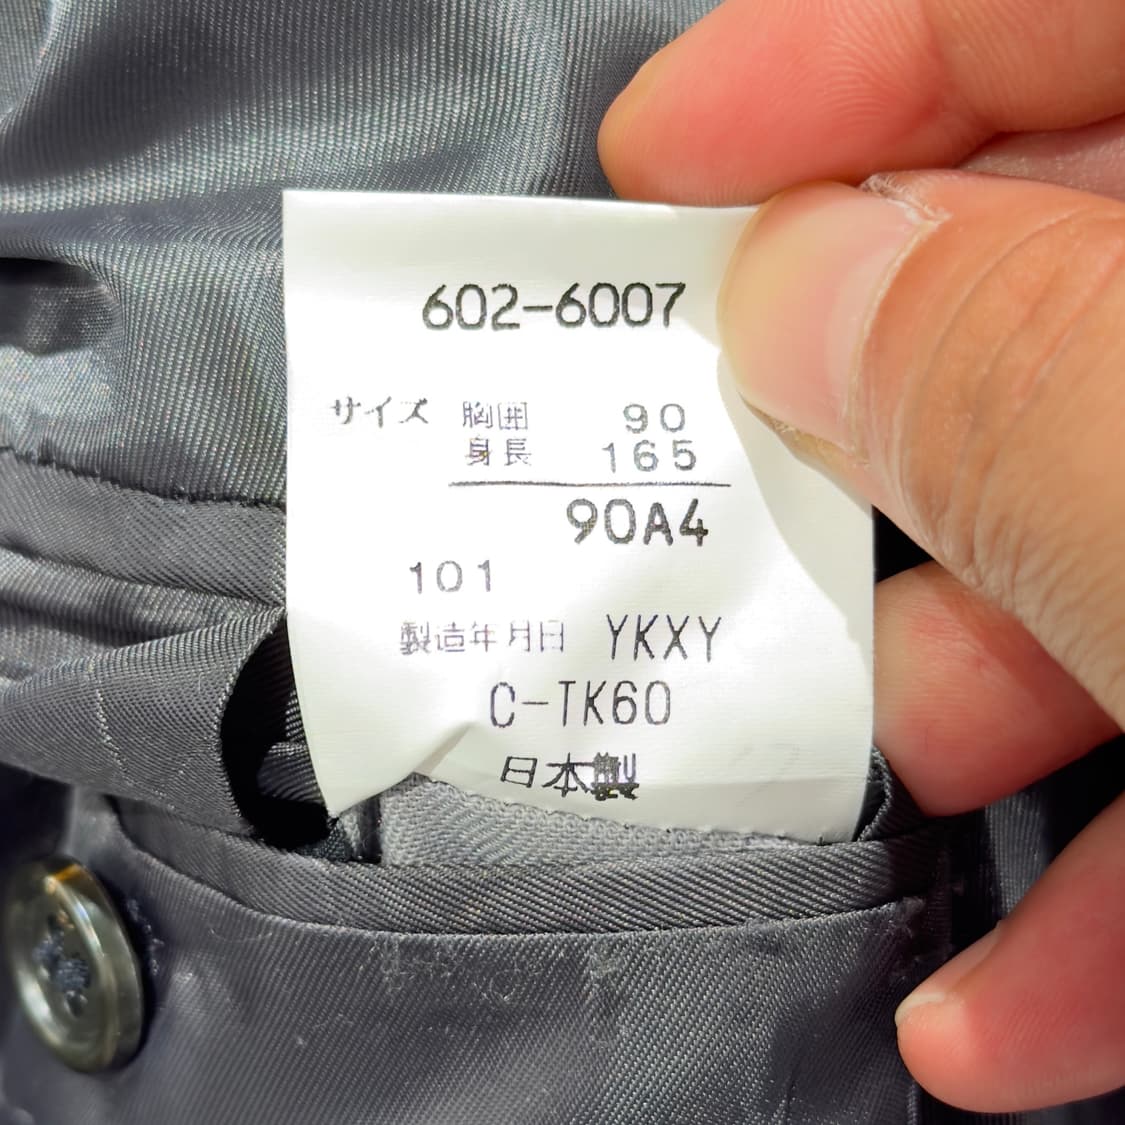 602-6007
サイズ 胸囲 90
身長 165
90A4
101
製造年月日 YKXY
C-TK60
日本製